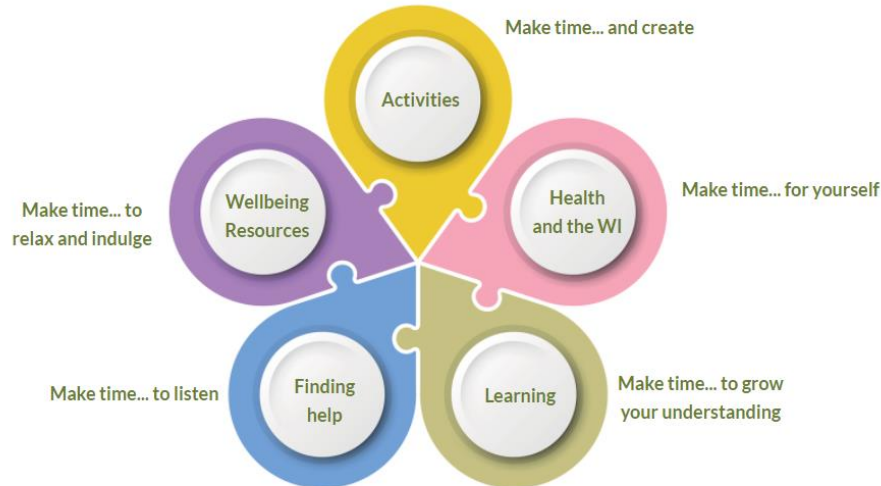 Make time... and create
Activities
Health
and the WI
Make time... for yourself
Wellbeing
Resources
Make time... to
relax and indulge
Learning
Make time... to grow
your understanding
Finding
help
Make time... to listen